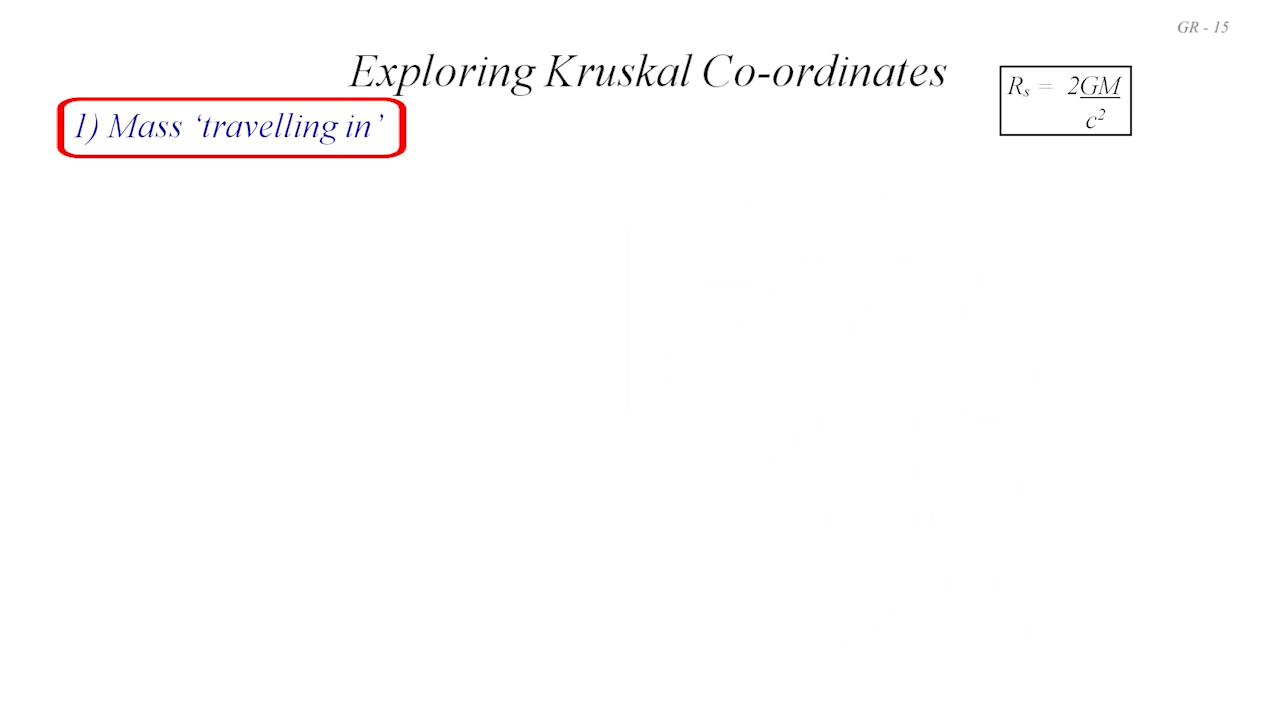 GR - 15
Exploring Kruskal Co-ordinates
Rₛ = 2GM
c²
1) Mass ‘travelling in’